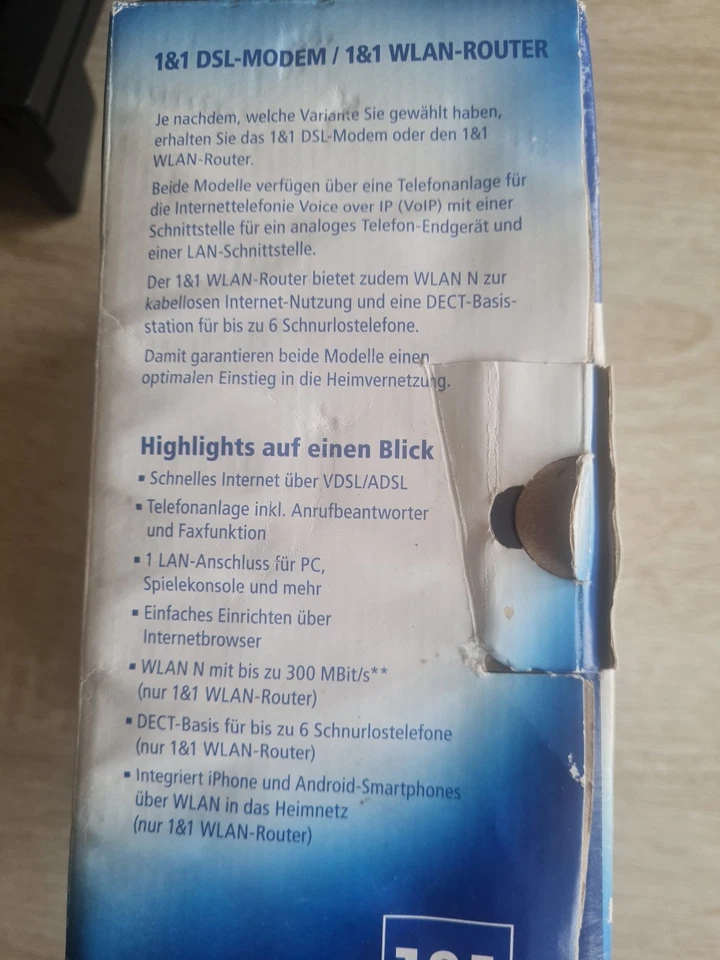 1&1 DSL-MODEM / 1&1 WLAN-ROUTER
Je nachdem, welche Variante Sie gewählt haben,
erhalten Sie das 1&1 DSL-Modem oder den 1&1
WLAN-Router.
Beide Modelle verfügen über eine Telefonanlage für
die Internettelefonie Voice over IP (VoIP) mit einer
Schnittstelle für ein analoges Telefon-Endgerät und
einer LAN-Schnittstelle.
Der 1&1 WLAN-Router bietet zudem WLAN N zur
kabellosen Internet-Nutzung und eine DECT-Basis-
station für bis zu 6 Schnurlostelefone.
Damit garantieren beide Modelle einen
optimalen Einstieg in die Heimvernetzung.
Highlights auf einen Blick
▪ Schnelles Internet über VDSL/ADSL
▪ Telefonanlage inkl. Anrufbeantworter
und Faxfunktion
▪ 1 LAN-Anschluss für PC,
Spielekonsole und mehr
▪ Einfaches Einrichten über
Internetbrowser
▪ WLAN N mit bis zu 300 MBit/s**
(nur 1&1 WLAN-Router)
▪ DECT-Basis für bis zu 6 Schnurlostelefone
(nur 1&1 WLAN-Router)
▪ Integriert iPhone und Android-Smartphones
über WLAN in das Heimnetz
(nur 1&1 WLAN-Router)
1&1